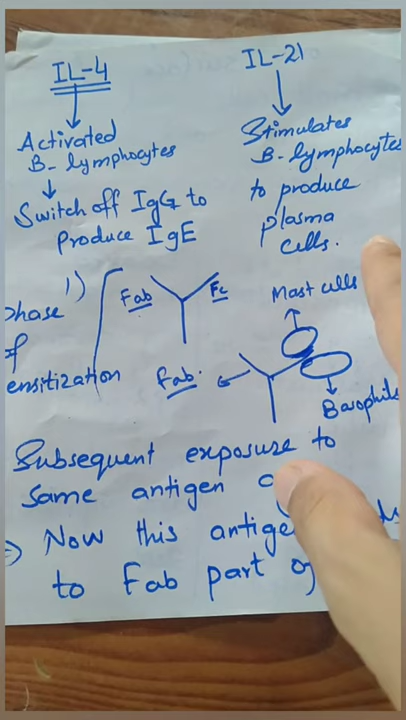 IL-4
Activated
B-lymphocytes
Switch off IgG to
produce IgE
IL-21
Stimulates
B-lymphocytes
to produce
plasma
cells.
1)
phase
of
ensitization
Fab
Fc
Mast cells
Fab.
Basophils
Subsequent exposure to
same antigen
=> Now this antige
to Fab part of